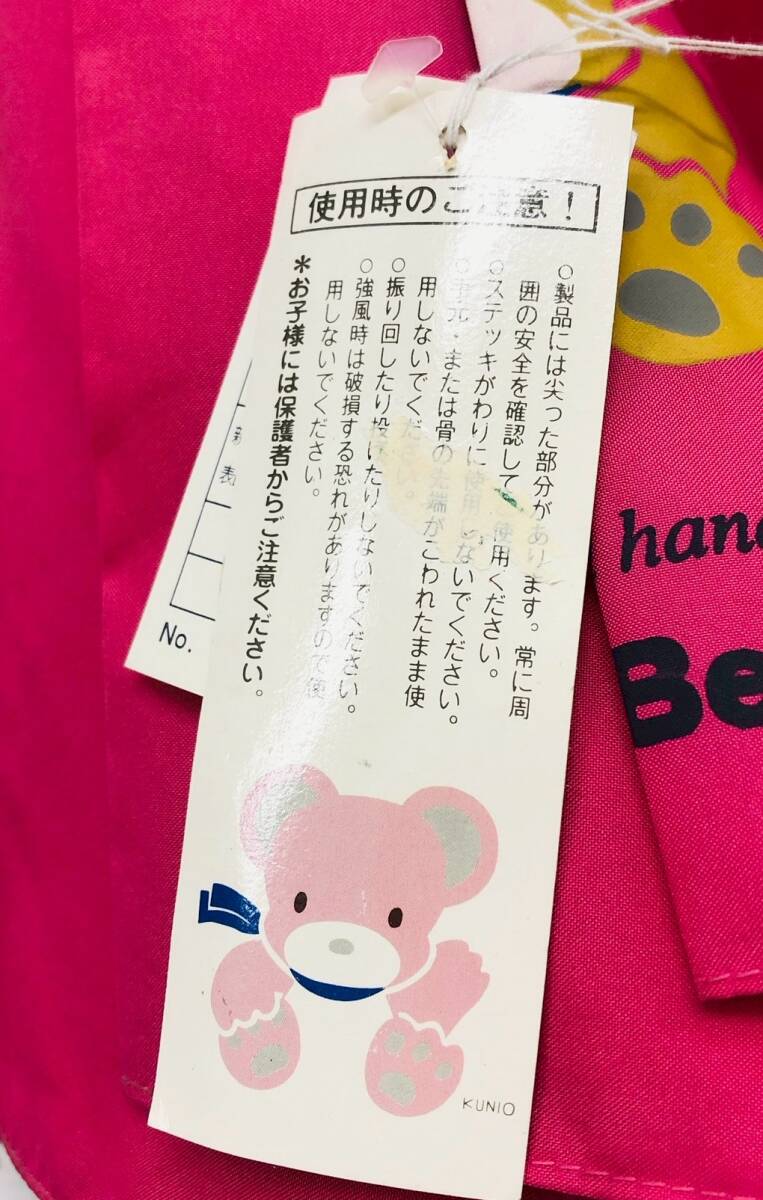 使用時のご注意!
○製品には尖った部分があります。常に周
囲の安全を確認して使用ください。
○ステッキがわりに使用しないでください。
○手元・または骨の先端がこわれたまま使
用しないでください。
○振り回したり投げたりしないでください。
○強風時は破損する恐れがありますので使
用しないでください。
*お子様には保護者からご注意ください。
表
No.
KUNIO
hand
Be